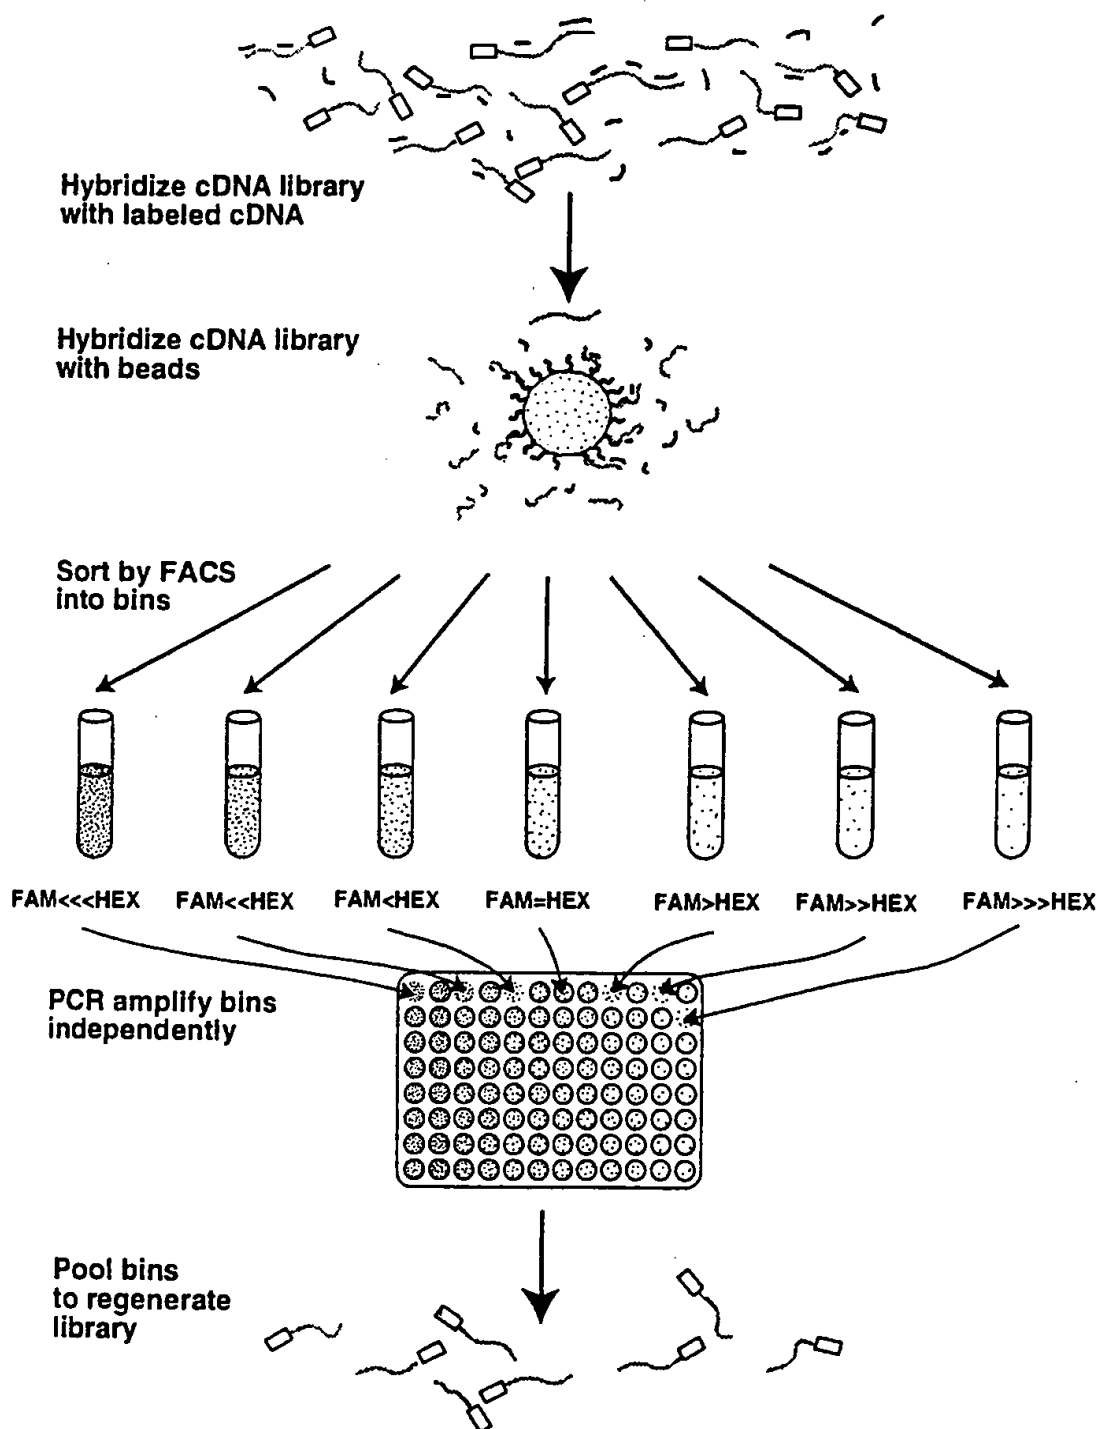 Hybridize cDNA library
with labeled cDNA
Hybridize cDNA library
with beads
Sort by FACS
into bins
FAM<<<HEX FAM<<HEX FAM<HEX FAM=HEX FAM>HEX FAM>>HEX FAM>>>HEX
PCR amplify bins
independently
Pool bins
to regenerate
library